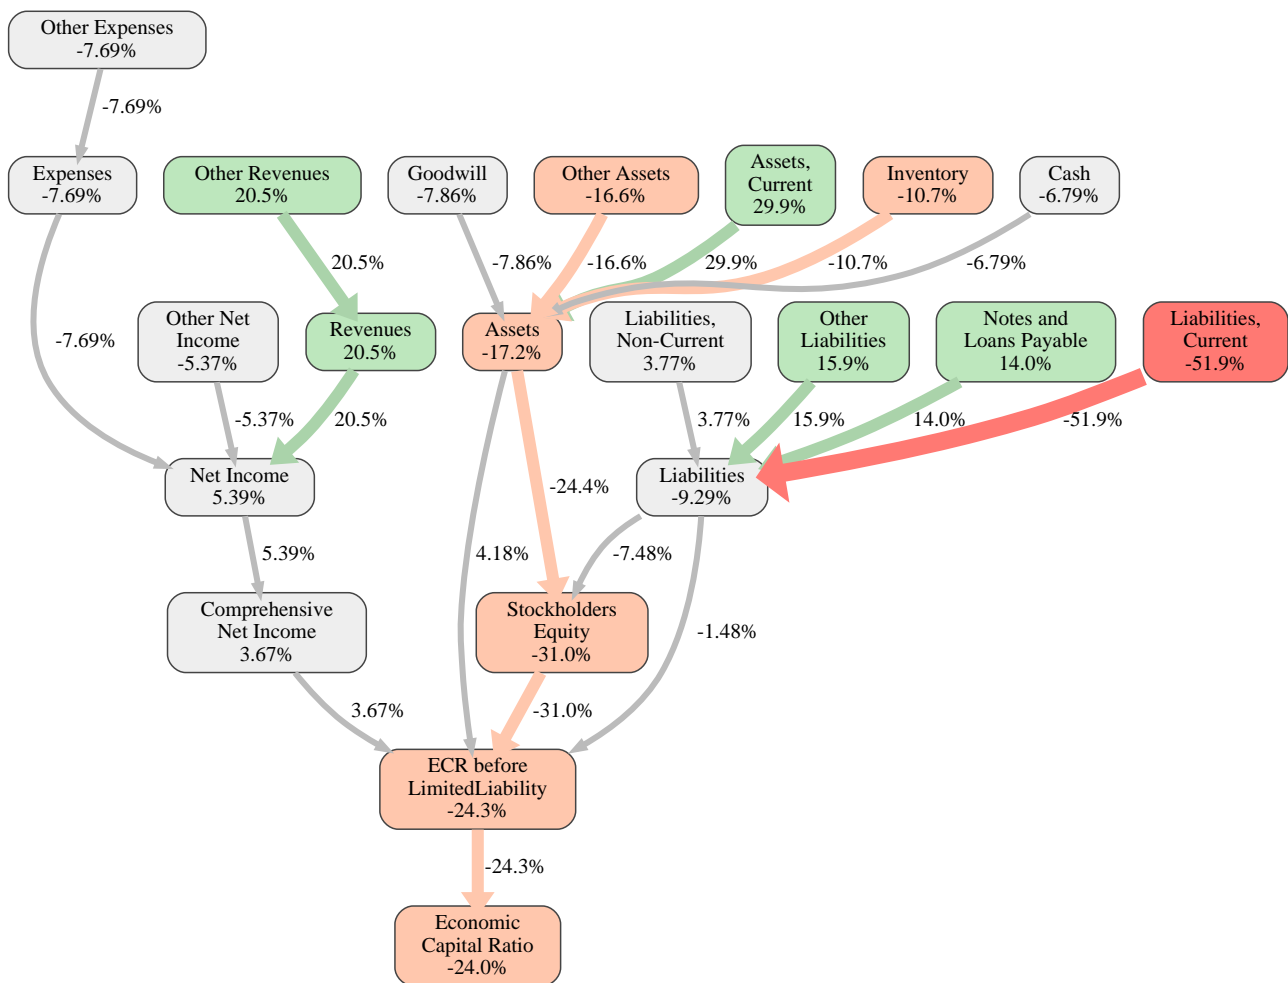 Other Expenses
-7.69%
-7.69%
Expenses
-7.69%
Other Revenues
20.5%
Goodwill
-7.86%
Other Assets
-16.6%
Assets,
Current
29.9%
Inventory
-10.7%
Cash
-6.79%
20.5%
-7.86%
-16.6%
29.9%
-10.7%
-6.79%
-7.69%
Other Net
Income
-5.37%
Revenues
20.5%
Assets
-17.2%
Liabilities,
Non-Current
3.77%
Other
Liabilities
15.9%
Notes and
Loans Payable
14.0%
Liabilities,
Current
-51.9%
-5.37%
20.5%
3.77%
15.9%
14.0%
-51.9%
Net Income
5.39%
-24.4%
Liabilities
-9.29%
5.39%
4.18%
-7.48%
Comprehensive
Net Income
3.67%
Stockholders
Equity
-31.0%
-1.48%
3.67%
-31.0%
ECR before
LimitedLiability
-24.3%
-24.3%
Economic
Capital Ratio
-24.0%